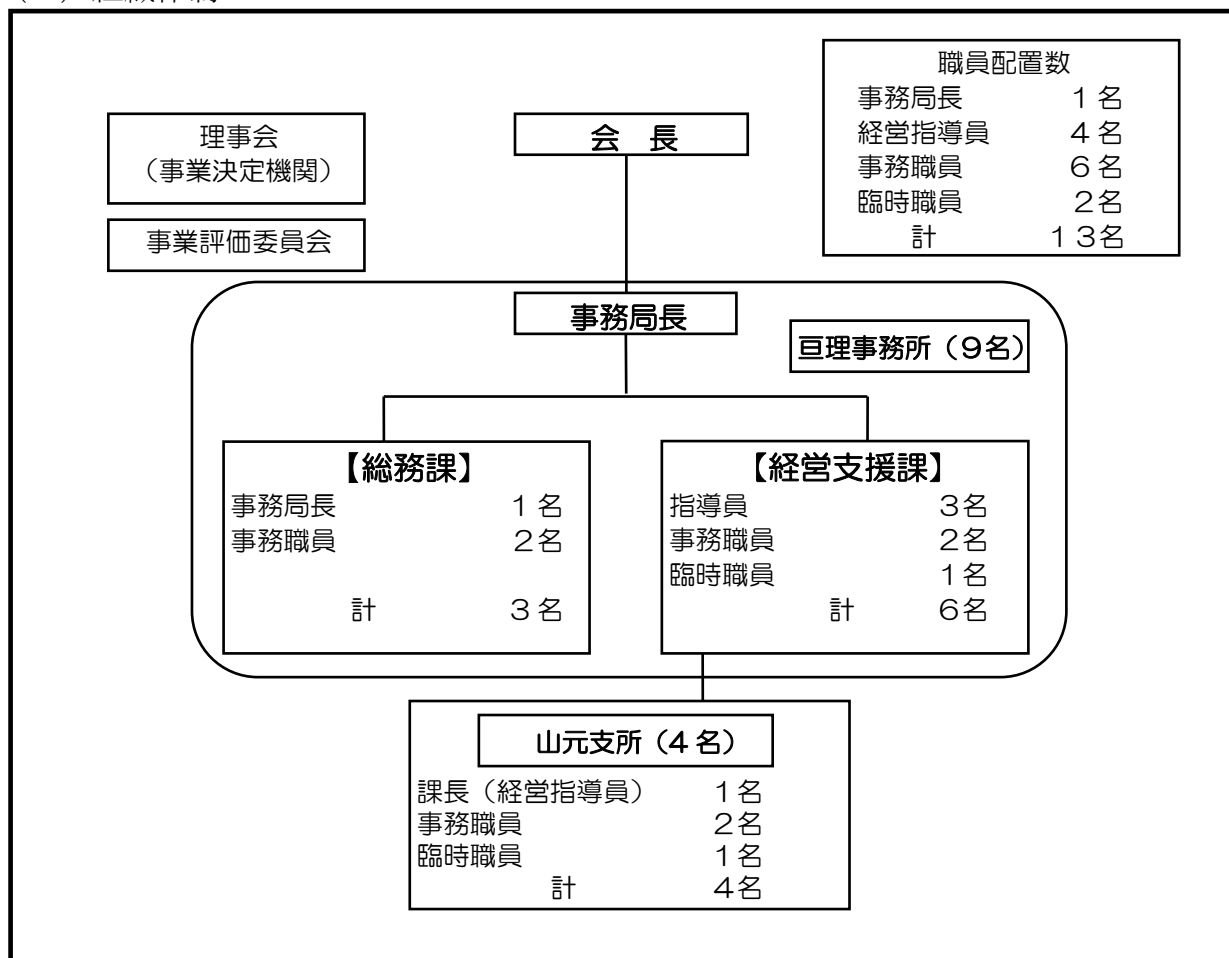 職員配置数
事務局長 1名
経営指導員 4名
事務職員 6名
臨時職員 2名
計 13名
理事会
（事業決定機関）
会 長
事業評価委員会
事務局長
亘理事務所（9名）
【総務課】
事務局長 1名
事務職員 2名
計 3名
【経営支援課】
指導員 3名
事務職員 2名
臨時職員 1名
計 6名
山元支所（4名）
課長（経営指導員） 1名
事務職員 2名
臨時職員 1名
計 4名